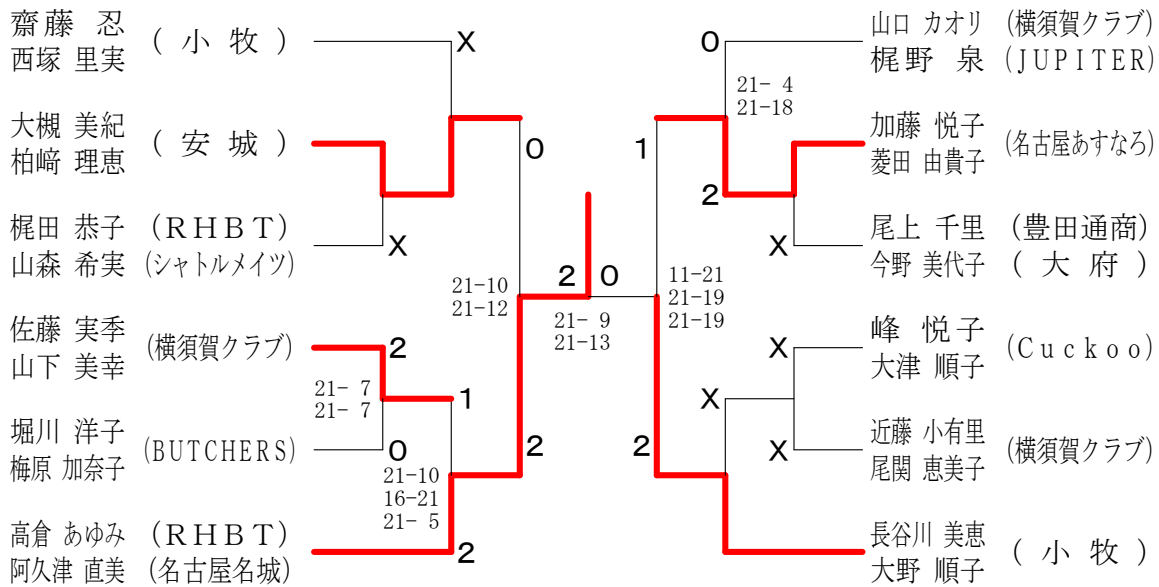 齋藤 忍
西塚 里実
(小牧)
X
大槻 美紀
柏﨑 理恵
(安城)
0
梶田 恭子 (RHBT)
山森 希実 (シャトルメイツ)
X
21-10
21-12
佐藤 実季
山下 美幸
(横須賀クラブ)
2
21- 7
21- 7
1
堀川 洋子
梅原 加奈子
(BUTCHERS)
0
21-10
16-21
21- 5
2
高倉 あゆみ (RHBT)
阿久津 直美 (名古屋名城)
2
2 0
21- 9
21-13
山口 カオリ (横須賀クラブ)
梶野 泉 (JUPITER)
0
21- 4
21-18
1
加藤 悦子
菱田 由貴子
(名古屋あすなろ)
2
尾上 千里 (豊田通商)
今野 美代子 (大府)
X
11-21
21-19
21-19
峰 悦子
大津 順子
(Cuckoo)
X
X
近藤 小有里
尾関 恵美子
(横須賀クラブ)
X
2
長谷川 美恵
大野 順子
(小牧)